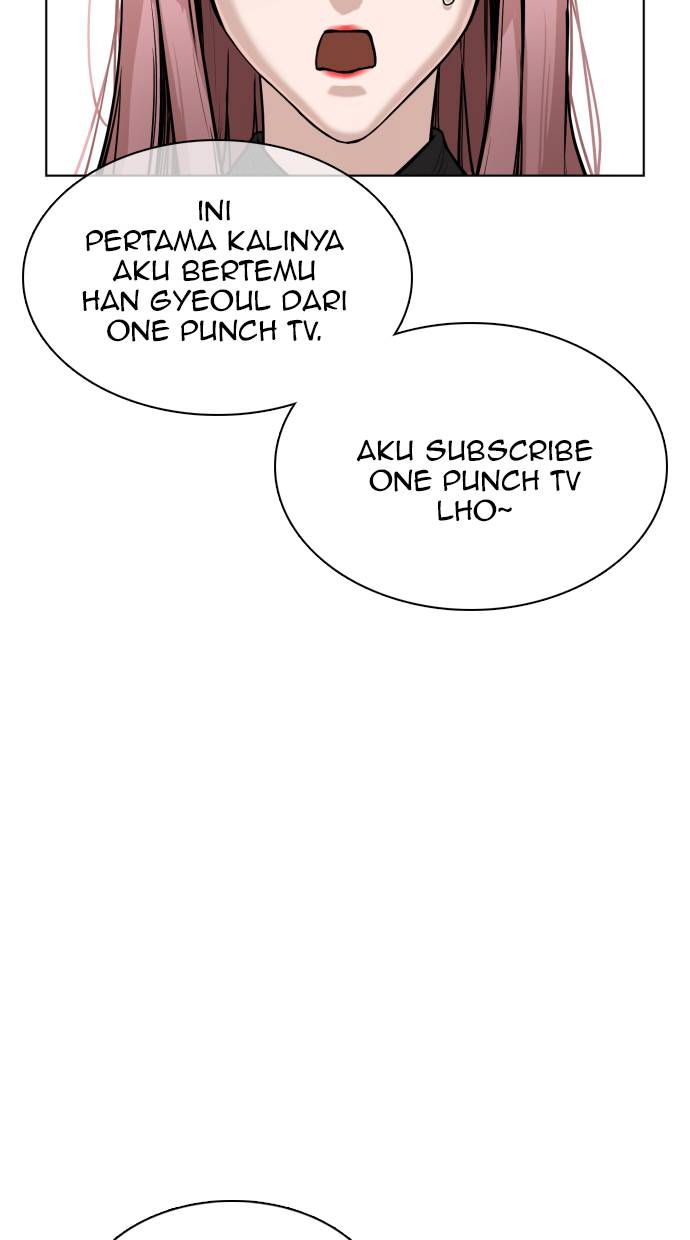 INI
PERTAMA KALINYA
AKU BERTEMU
HAN GYEOUL DARI
ONE PUNCH TV.
AKU SUBSCRIBE
ONE PUNCH TV
LHO~